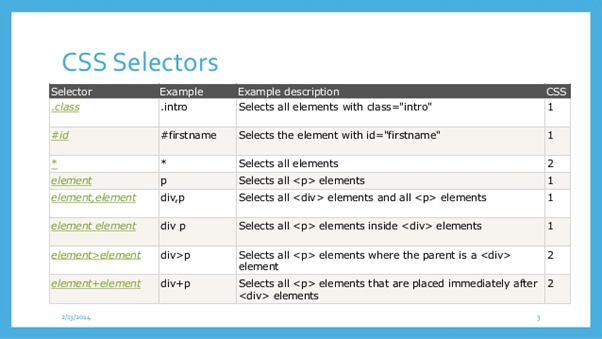 CSS Selectors
Selector Example Example description CSS
.class .intro Selects all elements with class="intro" 1
#id #firstname Selects the element with id="firstname" 1
* * Selects all elements 2
element p Selects all <p> elements 1
element,element div,p Selects all <div> elements and all <p> elements 1
element element div p Selects all <p> elements inside <div> elements 1
element>element div>p Selects all <p> elements where the parent is a <div> 2
element
element+element div+p Selects all <p> elements that are placed immediately after 2
<div> elements
2/13/2014 3